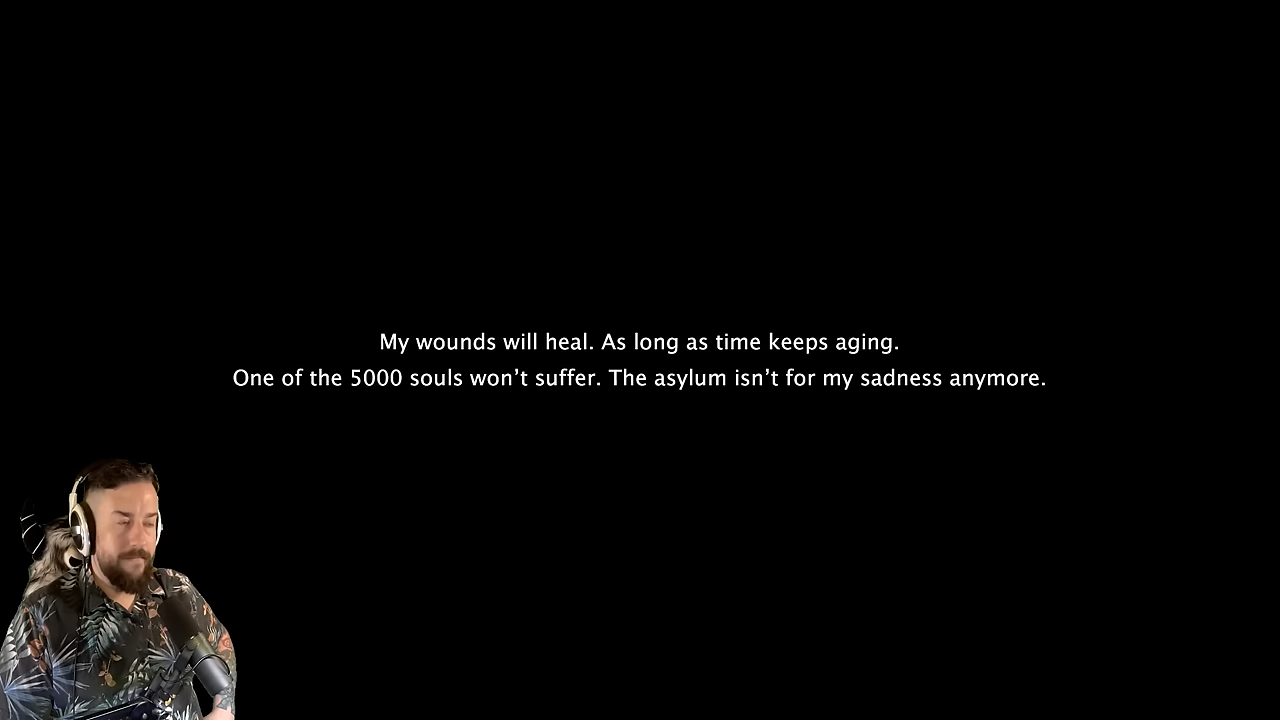 My wounds will heal. As long as time keeps aging.
One of the 5000 souls won’t suffer. The asylum isn’t for my sadness anymore.